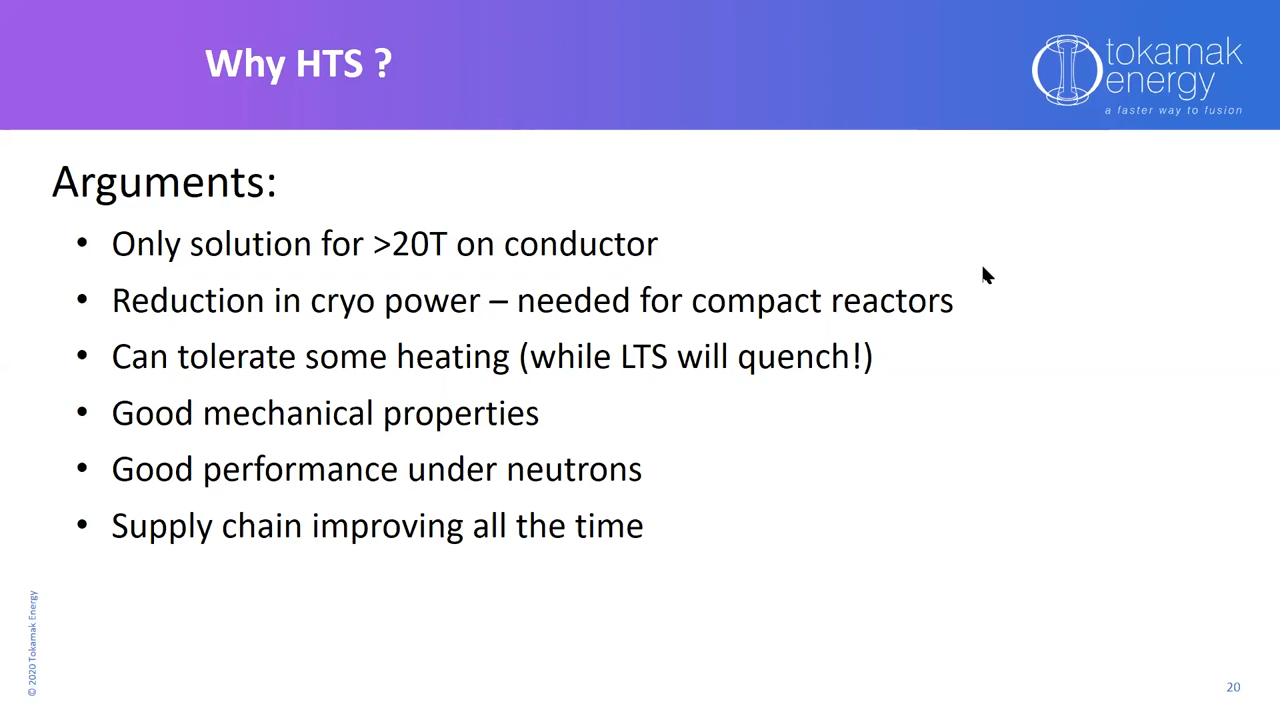 Why HTS ?
tokamak
energy
a faster way to fusion
Arguments:
• Only solution for >20T on conductor
• Reduction in cryo power – needed for compact reactors
• Can tolerate some heating (while LTS will quench!)
• Good mechanical properties
• Good performance under neutrons
• Supply chain improving all the time
© 2020 Tokamak Energy
20